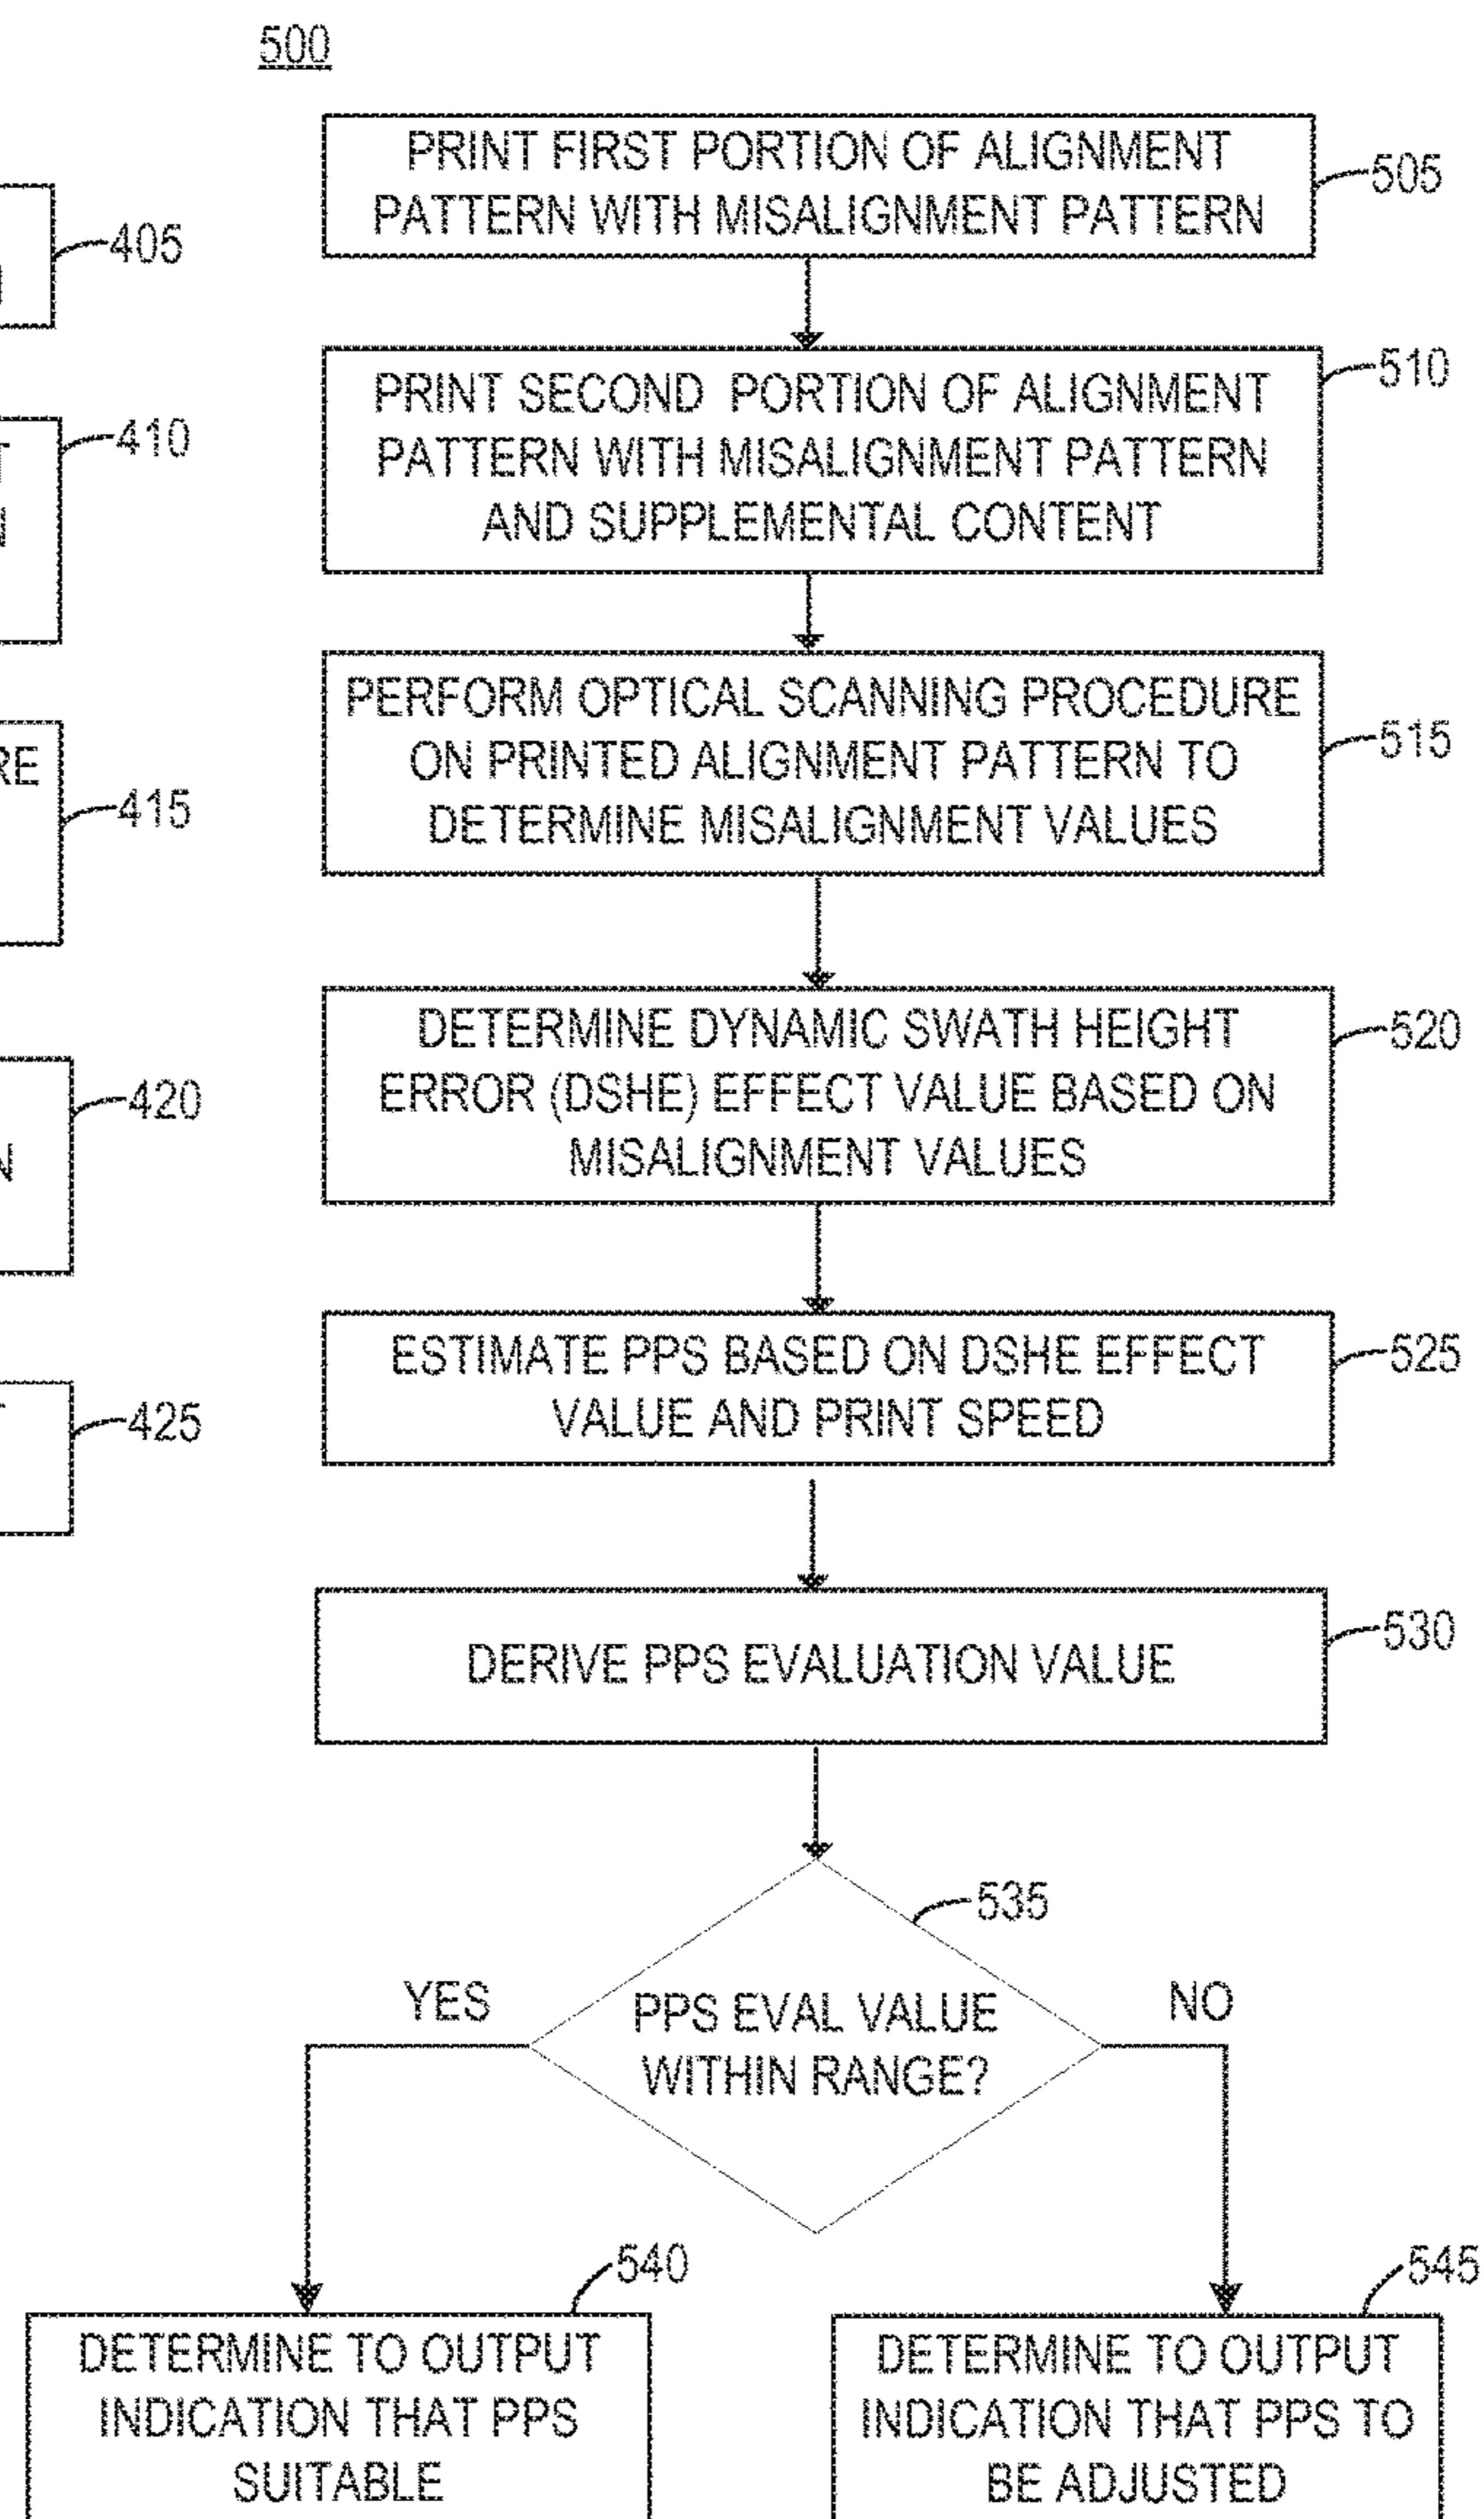 500
PRINT FIRST PORTION OF ALIGNMENT
PATTERN WITH MISALIGNMENT PATTERN
505
405
PRINT SECOND PORTION OF ALIGNMENT
PATTERN WITH MISALIGNMENT PATTERN
AND SUPPLEMENTAL CONTENT
510
410
T
N
PERFORM OPTICAL SCANNING PROCEDURE
ON PRINTED ALIGNMENT PATTERN TO
DETERMINE MISALIGNMENT VALUES
515
RE
415
DETERMINE DYNAMIC SWATH HEIGHT
ERROR (DSHE) EFFECT VALUE BASED ON
MISALIGNMENT VALUES
520
420
N
ESTIMATE PPS BASED ON DSHE EFFECT
VALUE AND PRINT SPEED
525
425
DERIVE PPS EVALUATION VALUE
530
535
YES
PPS EVAL VALUE
WITHIN RANGE?
NO
540
DETERMINE TO OUTPUT
INDICATION THAT PPS
SUITABLE
545
DETERMINE TO OUTPUT
INDICATION THAT PPS TO
BE ADJUSTED